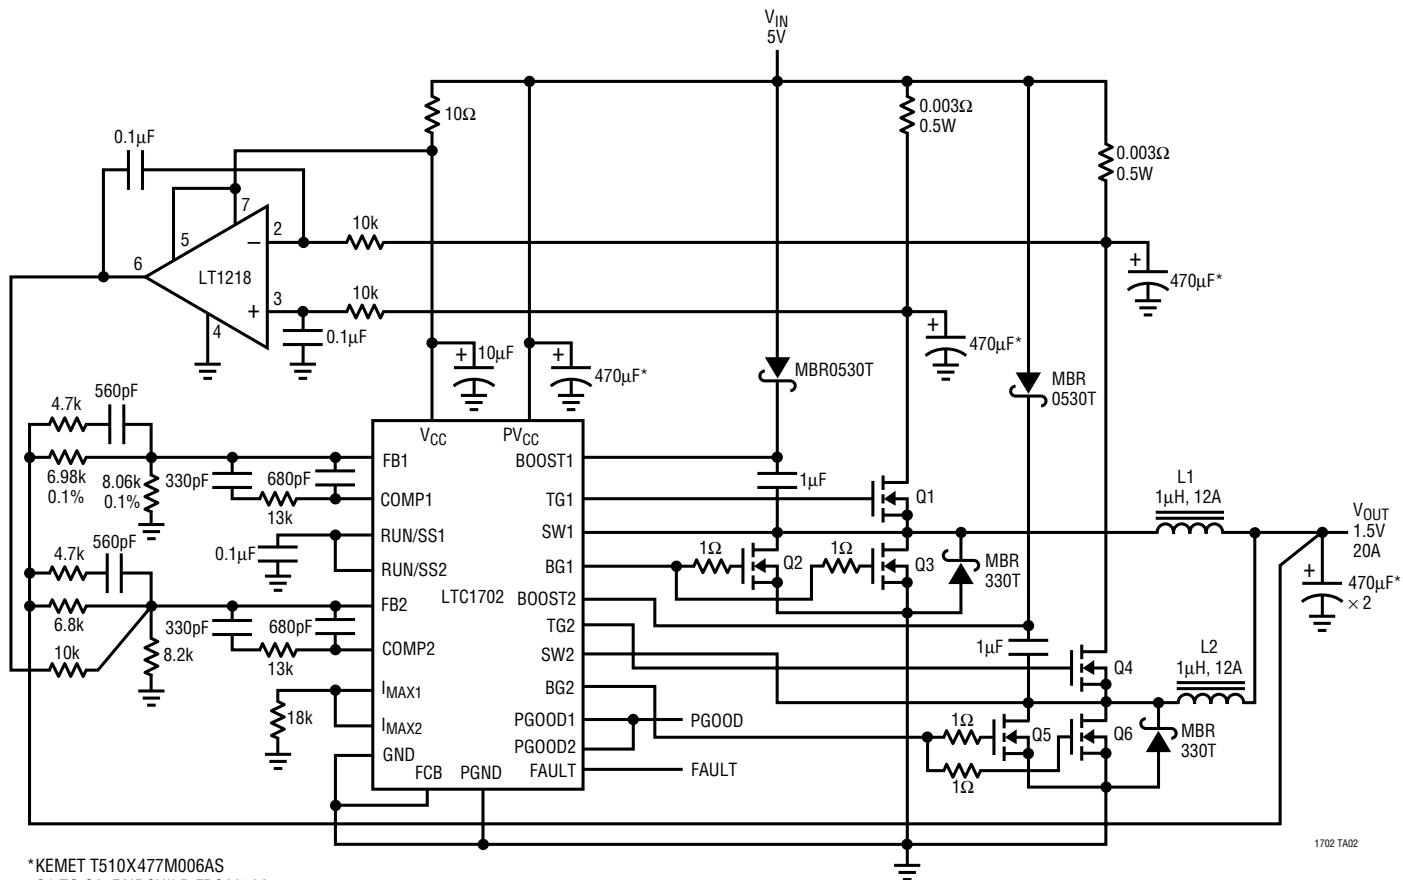 VIN
5V
10Ω
0.003Ω
0.5W
0.003Ω
0.5W
0.1µF
7
5
6
LT1218
–
2
+
3
4
10k
10k
0.1µF
+
10µF
+
470µF*
+
470µF*
+
470µF*
MBR0530T
MBR
0530T
4.7k
560pF
6.98k
0.1%
8.06k
0.1%
330pF
680pF
13k
4.7k
560pF
0.1µF
6.8k
330pF
680pF
10k
8.2k
13k
18k
VCC
PVCC
FB1
BOOST1
COMP1
TG1
RUN/SS1
SW1
RUN/SS2
BG1
LTC1702
FB2
BOOST2
TG2
COMP2
SW2
IMAX1
BG2
IMAX2
PGOOD1
PGOOD
PGOOD2
GND
FCB
PGND
FAULT
FAULT
1µF
Q1
1Ω
Q2
1Ω
Q3
MBR
330T
L1
1µH, 12A
VOUT
1.5V
20A
+
470µF*
× 2
1µF
Q4
L2
1µH, 12A
1Ω
Q5
Q6
1Ω
MBR
330T
1702 TA02
*KEMET T510X477M006AS